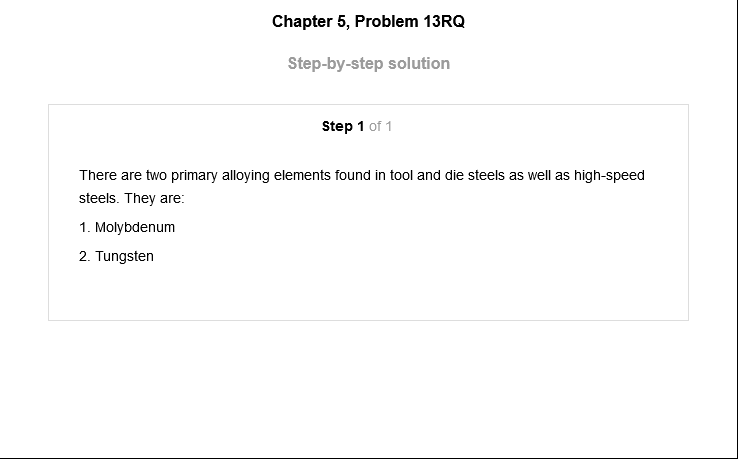 Chapter 5, Problem 13RQ
Step-by-step solution
Step 1 of 1
There are two primary alloying elements found in tool and die steels as well as high-speed
steels. They are:
1. Molybdenum
2. Tungsten